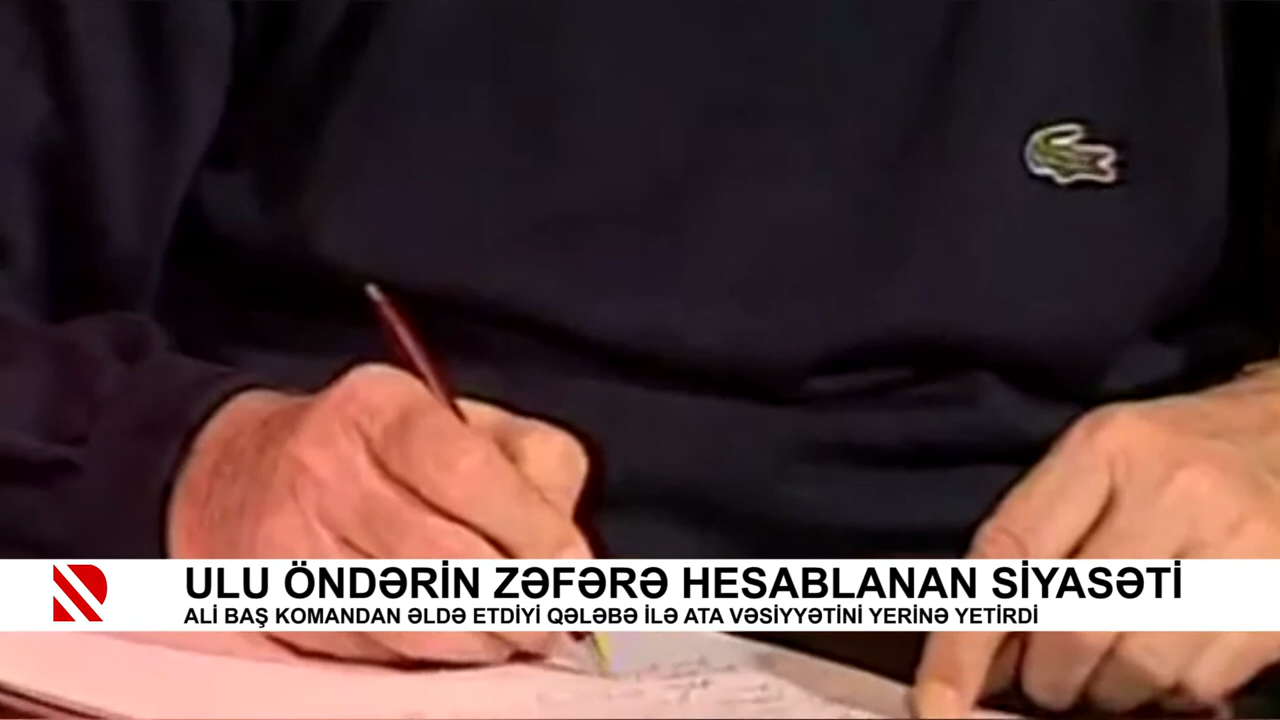 ULU ÖNDƏRİN ZƏFƏRƏ HESABLANAN SİYASƏTİ
ALİ BAŞ KOMANDAN ƏLDƏ ETDİYİ QƏLƏBƏ İLƏ ATA VƏSİYYƏTİNİ YERİNƏ YETİRDİ